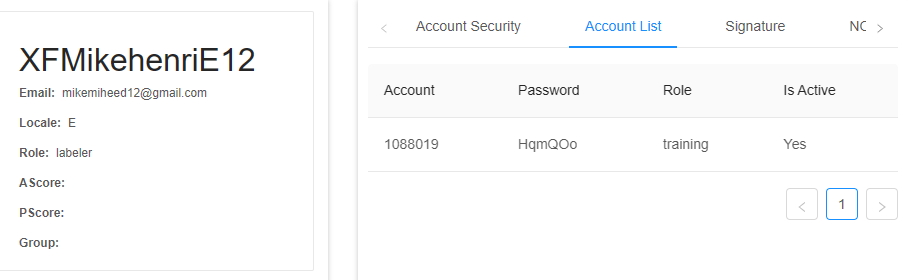 XFMikehenriE12
Email: mikemiheed12@gmail.com
Locale: E
Role: labeler
AScore:
PScore:
Group:
< Account Security Account List Signature NC >
Account Password Role Is Active
1088019 HqmQOo training Yes
< 1 >